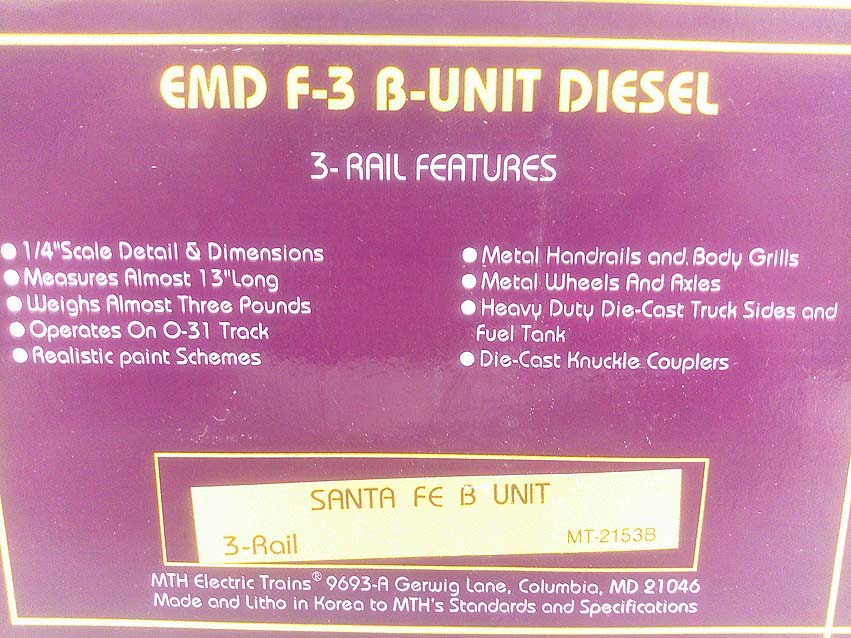 EMD F-3 B-UNIT DIESEL
3- RAIL FEATURES
● 1/4"Scale Detail & Dimensions
● Measures Almost 13"Long
● Weighs Almost Three Pounds
● Operates On O-31 Track
● Realistic paint Schemes
● Metal Handrails and Body Grills
● Metal Wheels And Axles
● Heavy Duty Die-Cast Truck Sides and
Fuel Tank
● Die-Cast Knuckle Couplers
SANTA FE B UNIT
3-Rail MT-2153B
MTH Electric Trains® 9693-A Gerwig Lane, Columbia, MD 21046
Made and Litho in Korea to MTH's Standards and Specifications